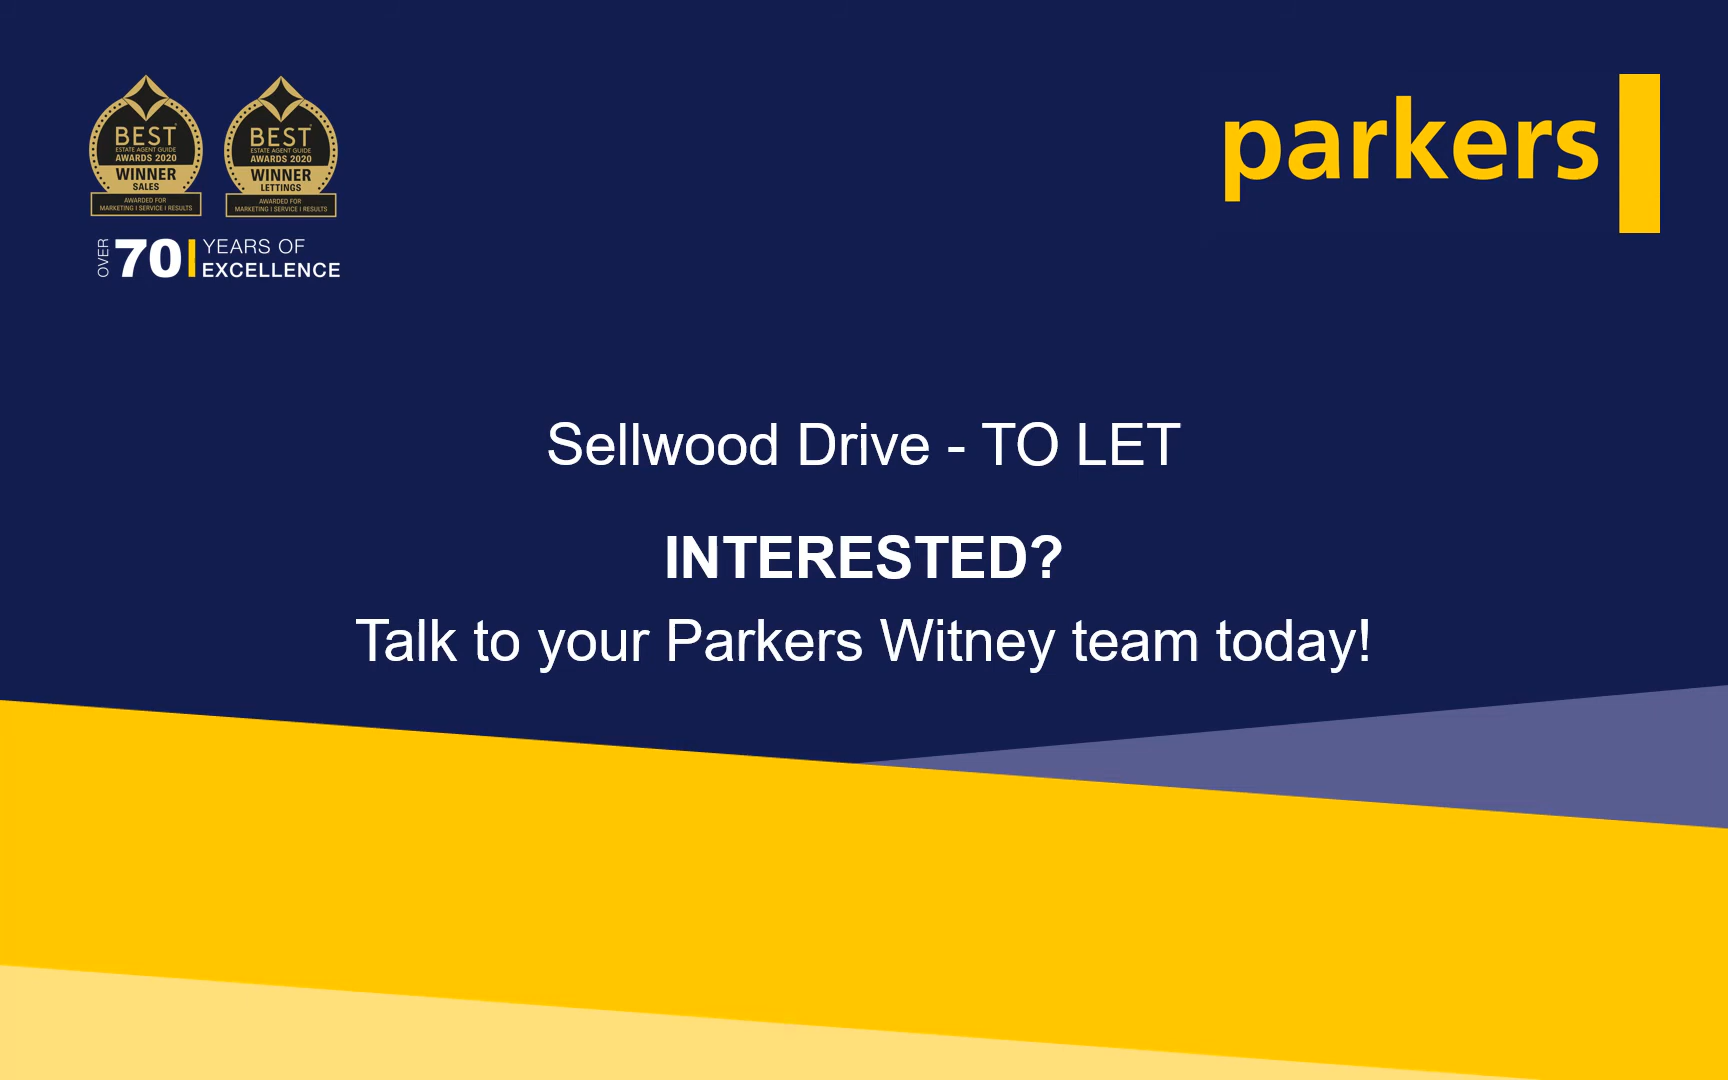 BEST
ESTATE AGENT GUIDE
AWARDS 2020
WINNER
SALES
AWARDED FOR
MARKETING | SERVICE | RESULTS
BEST
ESTATE AGENT GUIDE
AWARDS 2020
WINNER
LETTINGS
AWARDED FOR
MARKETING | SERVICE | RESULTS
OVER 70 YEARS OF
EXCELLENCE
parkers
Sellwood Drive - TO LET
INTERESTED?
Talk to your Parkers Witney team today!